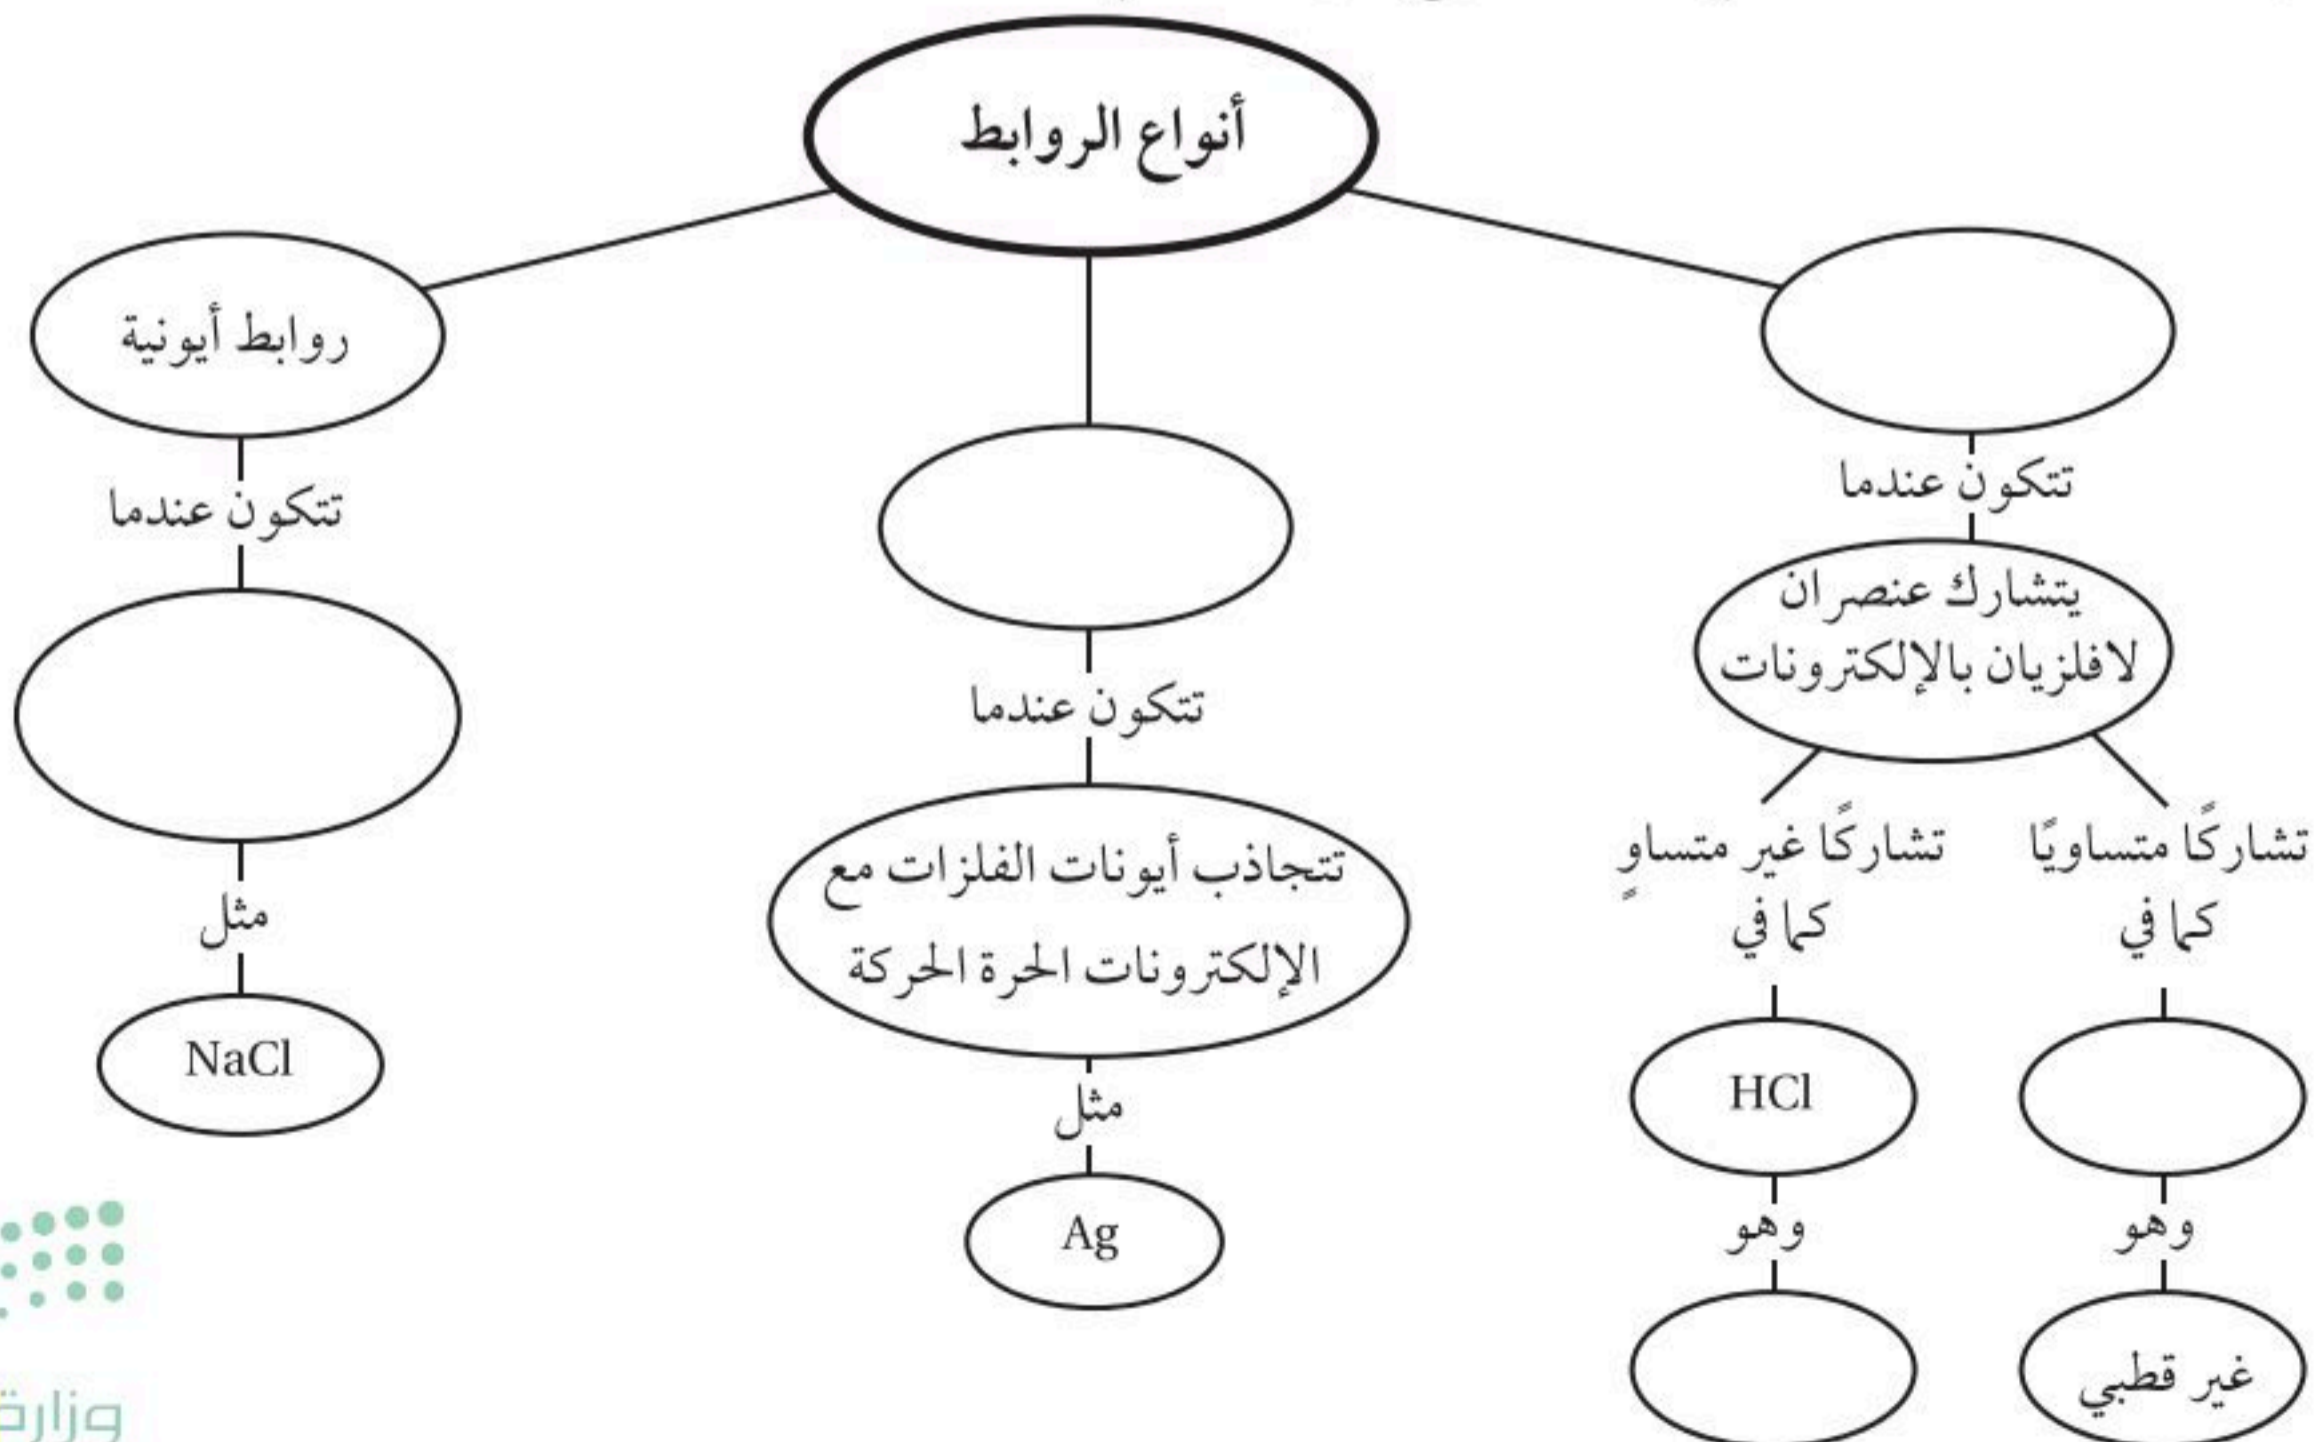 أنواع الروابط
روابط أيونية
تتكون عندما
مثل
NaCl
تتكون عندما
تتجاذب أيونات الفلزات مع
الإلكترونات الحرة الحركة
مثل
Ag
تتكون عندما
يتشارك عنصران
لافلزيان بالإلكترونات
تشاركًا متساويًا
كما في
وهو
غير قطبي
تشاركًا غير متساوٍ
كما في
HCl
وهو
وزارة